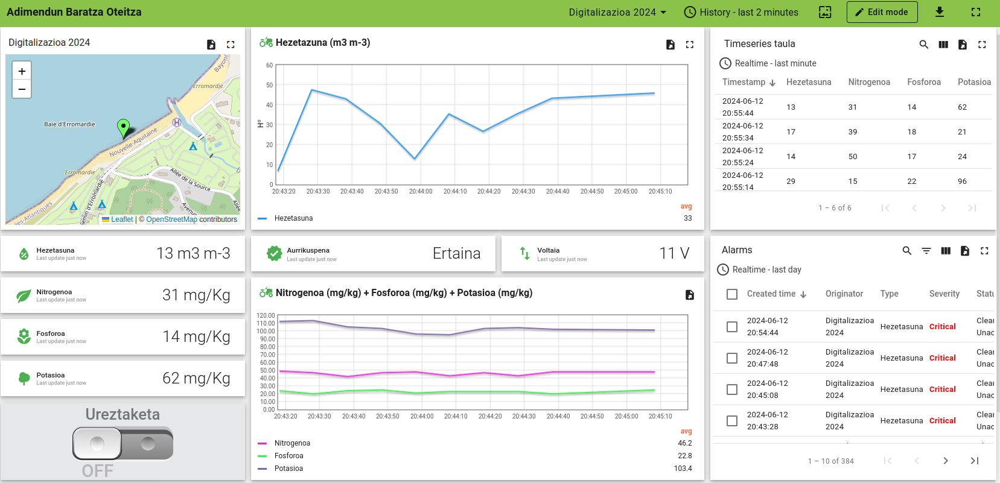 Adimendun Baratza Oteitza
Digitalizazioa 2024
History - last 2 minutes
Edit mode
Digitalizazioa 2024
+
−
Bayonne
Erromardie
Baie d'Erromardie
H
Nouvelle-Aquitaine
Erromardie
Allée de la Source
Avenue
Leaflet | © OpenStreetMap contributors
Hezetazuna (m3 m-3)
60
50
40
30
20
10
0
Hº
20:43:20 20:43:30 20:43:40 20:43:50 20:44:00 20:44:10 20:44:20 20:44:30 20:44:40 20:44:50 20:45:00 20:45:10
avg
Hezetasuna 33
Timeseries taula
Realtime - last minute
Timestamp Hezetasuna Nitrogenoa Fosforoa Potasioa
2024-06-12
20:55:44 13 31 14 62
2024-06-12
20:55:34 17 39 18 21
2024-06-12
20:55:24 14 50 17 24
2024-06-12
20:55:14 29 15 22 96
1 – 6 of 6
Hezetasuna
Last update just now
13 m3 m-3
Aurrikuspena
Last update just now
Ertaina
Voltaia
Last update just now
11 V
Nitrogenoa
Last update just now
31 mg/Kg
Fosforoa
Last update just now
14 mg/Kg
Potasioa
Last update just now
62 mg/Kg
Ureztaketa
OFF
Nitrogenoa (mg/kg) + Fosforoa (mg/kg) + Potasioa (mg/kg)
120.00
110.00
100.00
90.00
80.00
70.00
60.00
50.00
40.00
30.00
20.00
10.00
0.00
20:43:20 20:43:30 20:43:40 20:43:50 20:44:00 20:44:10 20:44:20 20:44:30 20:44:40 20:44:50 20:45:00 20:45:10
avg
Nitrogenoa 46.2
Fosforoa 22.8
Potasioa 103.4
Alarms
Realtime - last day
Created time Originator Type Severity Statu
2024-06-12 Digitalizazioa Clear
20:54:44 2024 Hezetasuna Critical Unac
2024-06-12 Digitalizazioa Clear
20:47:48 2024 Hezetasuna Critical Unac
2024-06-12 Digitalizazioa Clear
20:45:08 2024 Hezetasuna Critical Unac
2024-06-12 Digitalizazioa Clear
20:43:28 2024 Hezetasuna Critical Unac
1 – 10 of 384